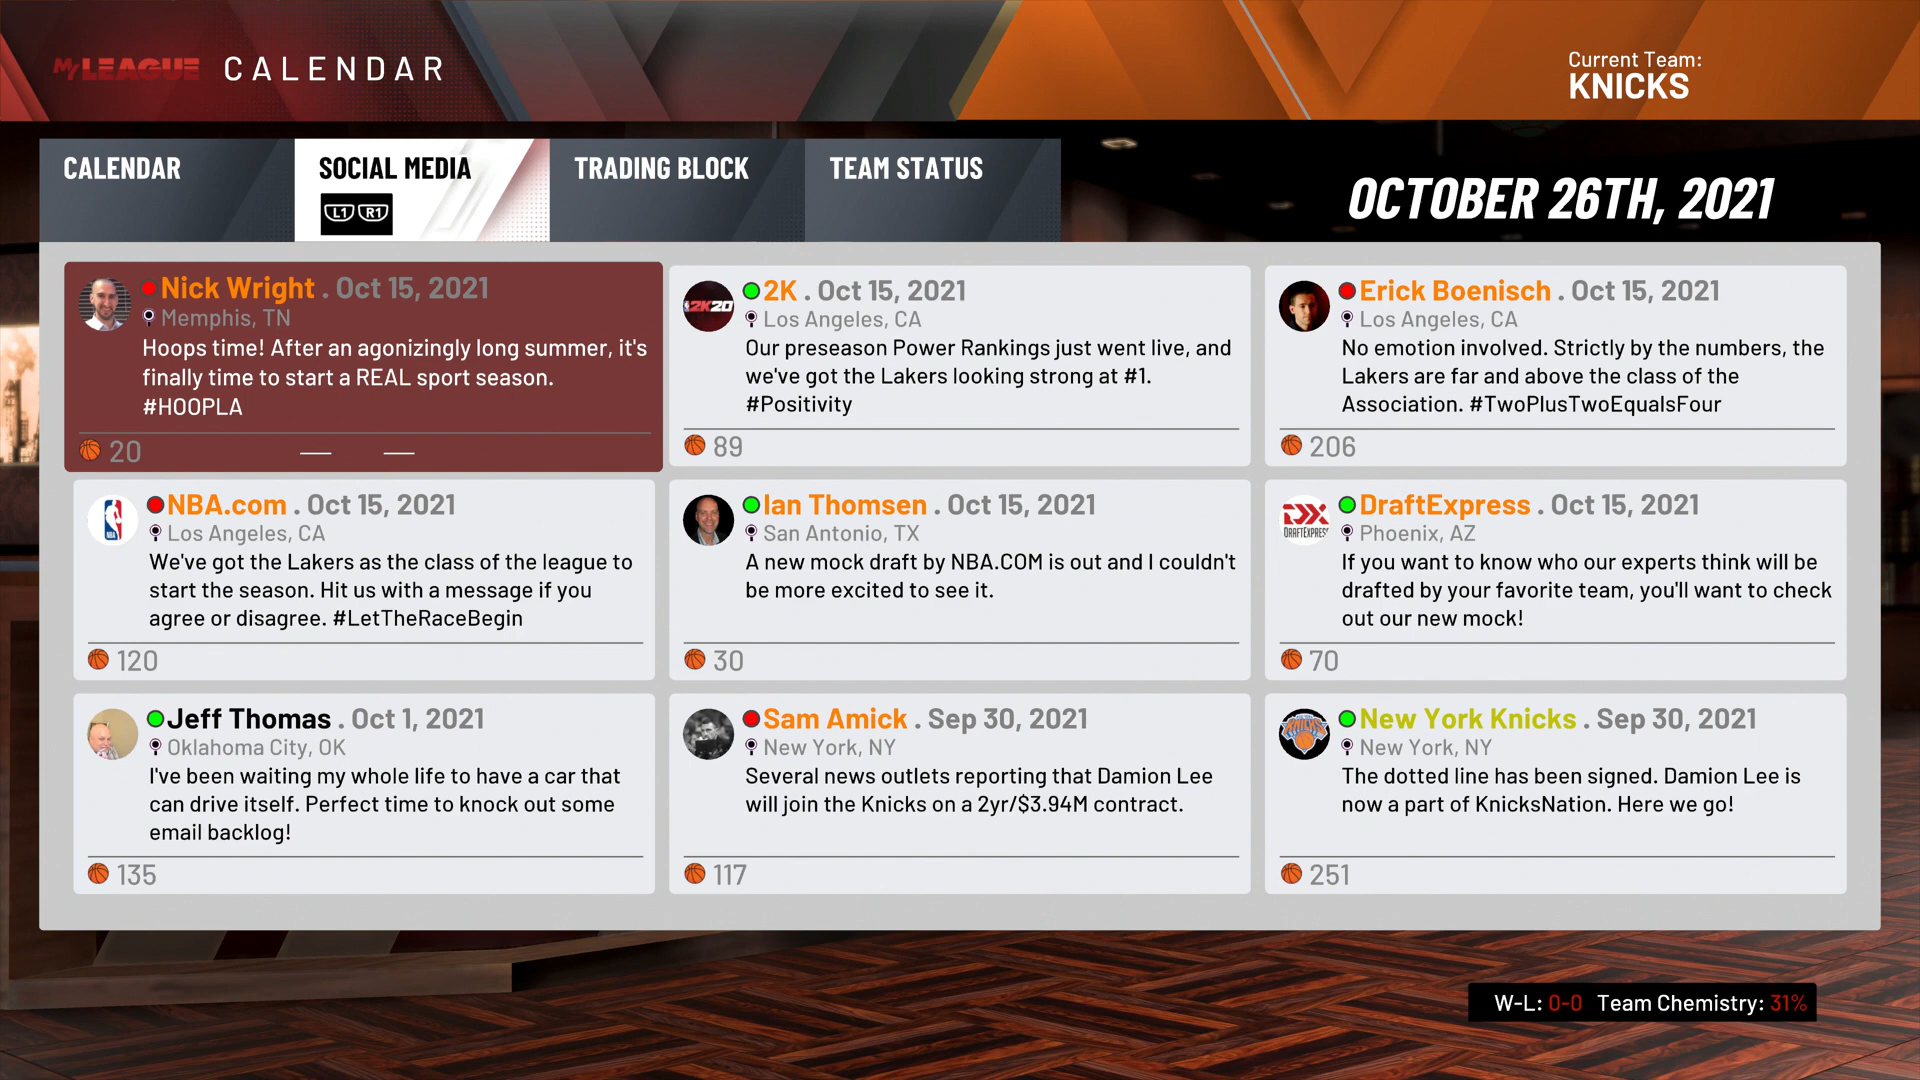 MyLEAGUE CALENDAR
Current Team:
KNICKS
CALENDAR
SOCIAL MEDIA
L1 R1
TRADING BLOCK
TEAM STATUS
OCTOBER 26TH, 2021
Nick Wright . Oct 15, 2021
Memphis, TN
Hoops time! After an agonizingly long summer, it's
finally time to start a REAL sport season.
#HOOPLA
20
NBA 2K20
2K . Oct 15, 2021
Los Angeles, CA
Our preseason Power Rankings just went live, and
we've got the Lakers looking strong at #1.
#Positivity
89
Erick Boenisch . Oct 15, 2021
Los Angeles, CA
No emotion involved. Strictly by the numbers, the
Lakers are far and above the class of the
Association. #TwoPlusTwoEqualsFour
206
NBA
NBA.com . Oct 15, 2021
Los Angeles, CA
We've got the Lakers as the class of the league to
start the season. Hit us with a message if you
agree or disagree. #LetTheRaceBegin
120
Ian Thomsen . Oct 15, 2021
San Antonio, TX
A new mock draft by NBA.COM is out and I couldn't
be more excited to see it.
30
DX
DRAFTEXPRESS
DraftExpress . Oct 15, 2021
Phoenix, AZ
If you want to know who our experts think will be
drafted by your favorite team, you'll want to check
out our new mock!
70
Jeff Thomas . Oct 1, 2021
Oklahoma City, OK
I've been waiting my whole life to have a car that
can drive itself. Perfect time to knock out some
email backlog!
135
Sam Amick . Sep 30, 2021
New York, NY
Several news outlets reporting that Damion Lee
will join the Knicks on a 2yr/$3.94M contract.
117
KNICKS
New York Knicks . Sep 30, 2021
New York, NY
The dotted line has been signed. Damion Lee is
now a part of KnicksNation. Here we go!
251
W-L: 0-0 Team Chemistry: 31%